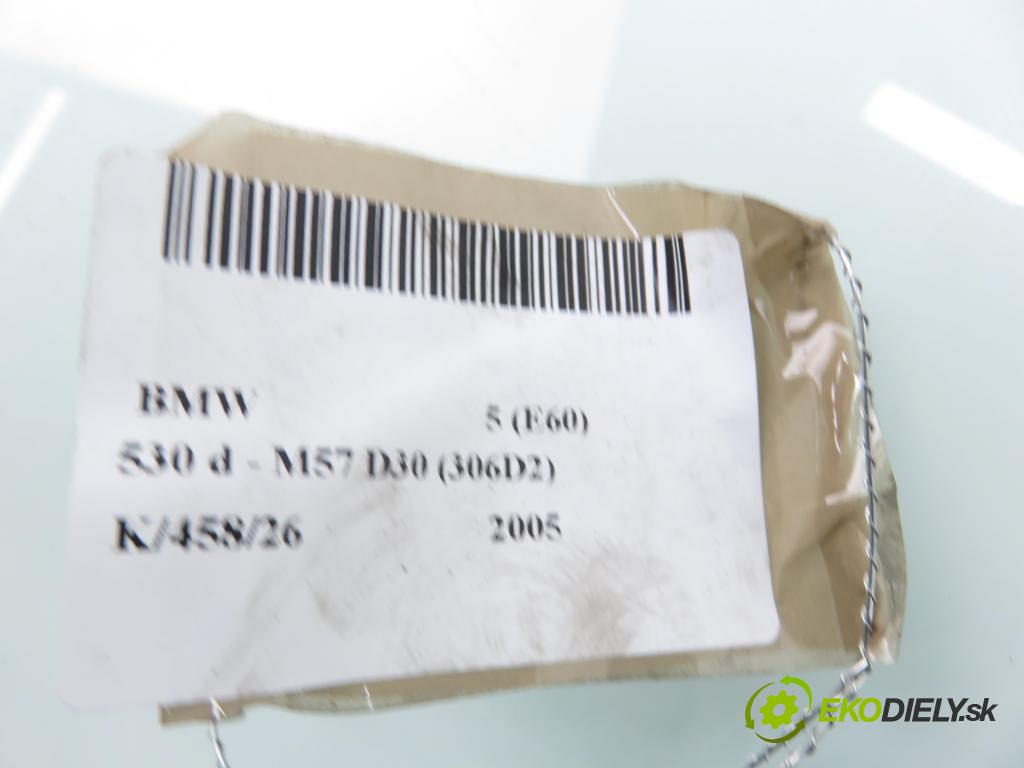 BMW 5 (E60)
530 d - M57 D30 (306D2)
K/458/26 2005
EKODIELY.sk